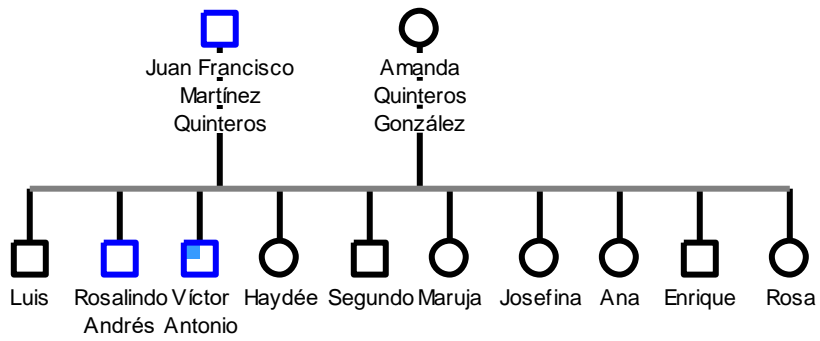 Juan Francisco
Martínez
Quinteros
Amanda
Quinteros
González
Luis
Rosalindo
Andrés
Víctor
Antonio
Haydée
Segundo
Maruja
Josefina
Ana
Enrique
Rosa